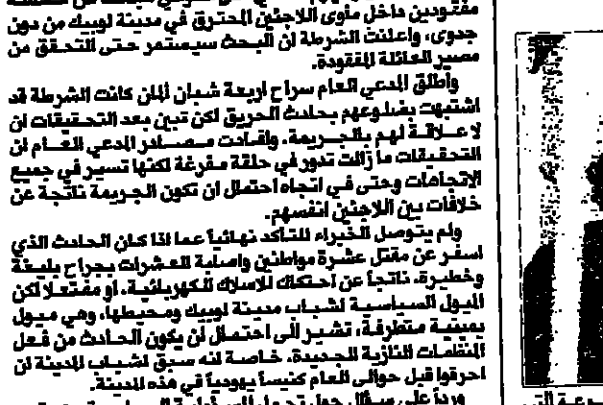 مفقودين داخل مأوى اللاجئين المحترق في مدينة لوبيك من دون
جدوى، واعلنت الشرطة ان البحث سيستمر حتى التحقق من
مصير العائلة المفقودة.
واطلق المدعي العام سراح اربعة شبان المان كانت الشرطة قد
اشتبهت بضلوعهم بحادث الحريق لكن تبين بعد التحقيقات ان
لا علاقة لهم بالجريمة. وافادت مصادر المدعي العام ان
التحقيقات ما زالت تدور في حلقة مفرغة لكنها تسير في جميع
الاتجاهات وحتى في اتجاه احتمال ان تكون الجريمة ناتجة عن
خلافات بين اللاجئين انفسهم.
ولم يتوصل الخبراء للتأكد نهائياً عما اذا كان الحادث الذي
اسفر عن مقتل عشرة مواطنين واصابة العشرات بجراح بليغة
وخطيرة، ناتجاً عن احتكاك للاسلاك الكهربائية، او مفتعلا لكن
الميول السياسية لشباب مدينة لوبيك ومحيطها، وهي ميول
يمينية متطرفة، تشير الى احتمال ان يكون الحادث من فعل
المنظمات النازية الجديدة، خاصة انه سبق لشباب المدينة ان
احرقوا قبل حوالى العام كنيساً يهودياً في هذه المدينة.
ورداً على سؤال حول